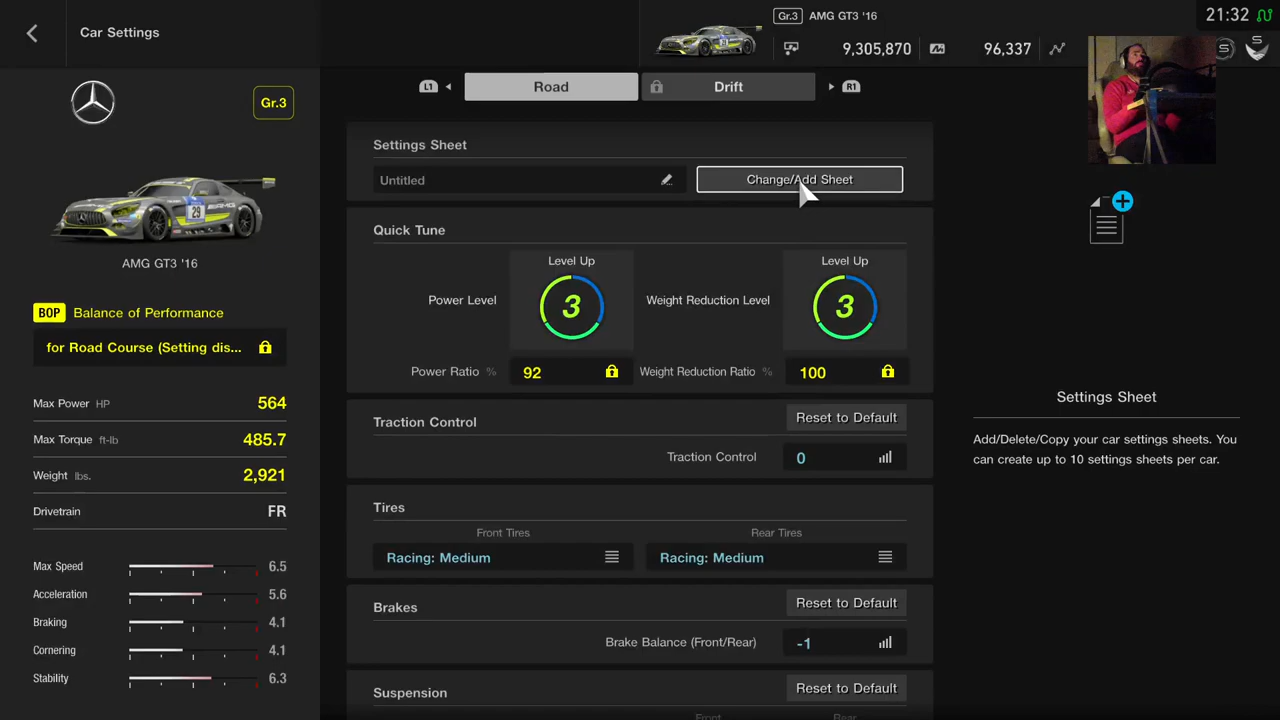 Car Settings
Gr.3 AMG GT3 '16
9,305,870 96,337
21:32
S
L1 Road Drift R1
Gr.3
29
AMG GT3 '16
BOP Balance of Performance
for Road Course (Setting dis...
Max Power HP 564
Max Torque ft-lb 485.7
Weight lbs. 2,921
Drivetrain FR
Max Speed 6.5
Acceleration 5.6
Braking 4.1
Cornering 4.1
Stability 6.3
Settings Sheet
Untitled Change/Add Sheet
Quick Tune
Level Up Level Up
Power Level 3 Weight Reduction Level 3
Power Ratio % 92 Weight Reduction Ratio % 100
Traction Control Reset to Default
Traction Control 0
Tires
Front Tires Rear Tires
Racing: Medium Racing: Medium
Brakes Reset to Default
Brake Balance (Front/Rear) -1
Suspension Reset to Default
Front Rear
Settings Sheet
Add/Delete/Copy your car settings sheets. You
can create up to 10 settings sheets per car.